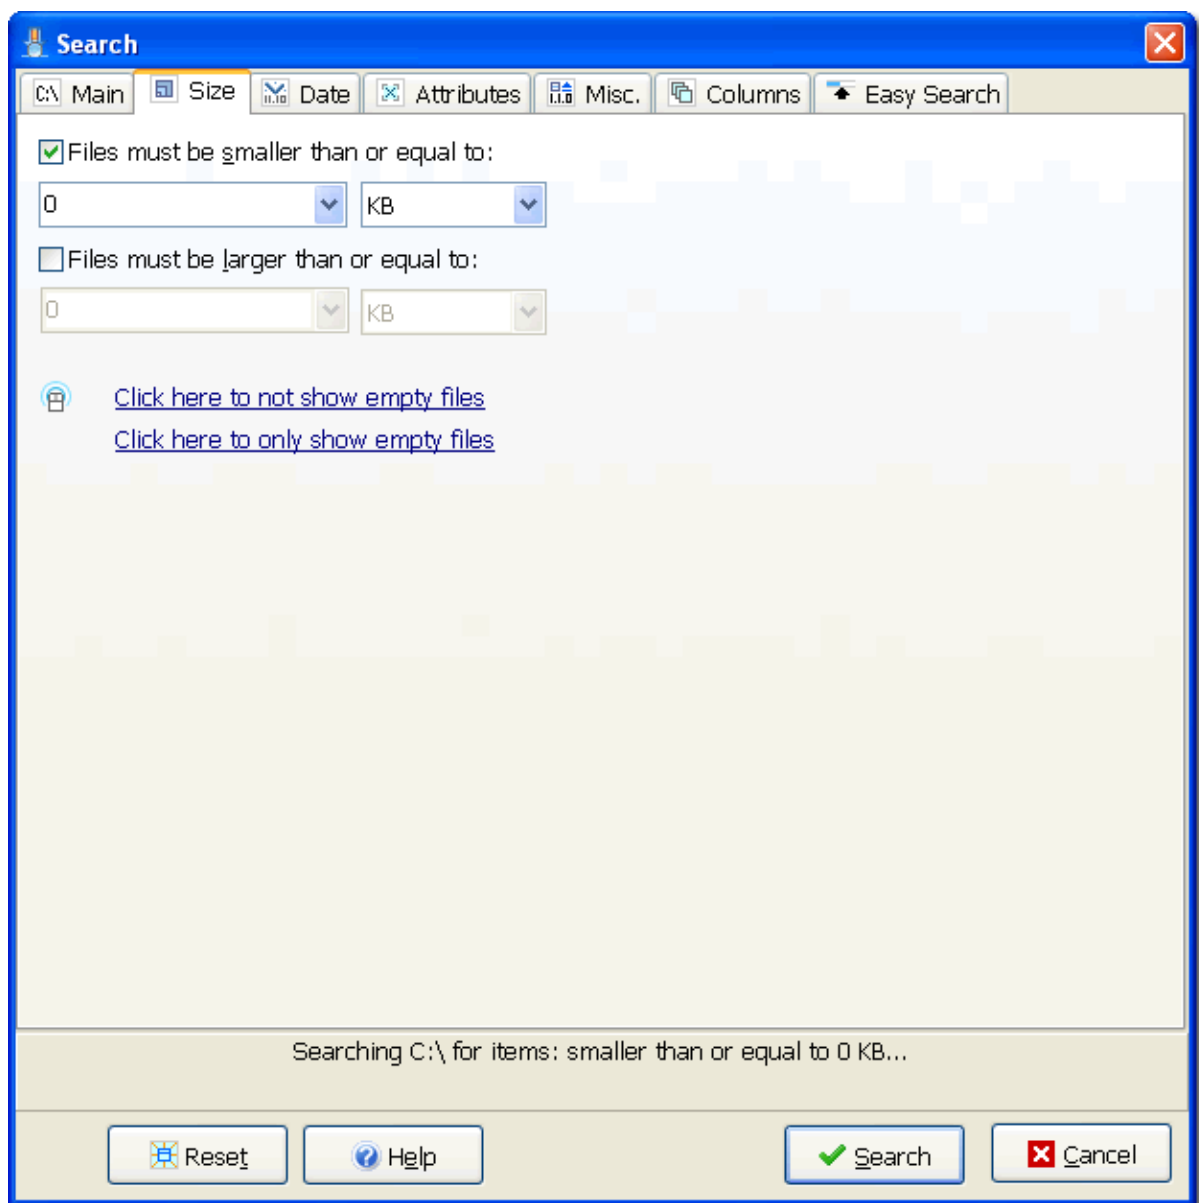 Search
C:\ Main Size Date Attributes Misc. Columns Easy Search
Files must be smaller than or equal to:
0 KB
Files must be larger than or equal to:
0 KB
Click here to not show empty files
Click here to only show empty files
Searching C:\ for items: smaller than or equal to 0 KB...
Reset Help Search Cancel